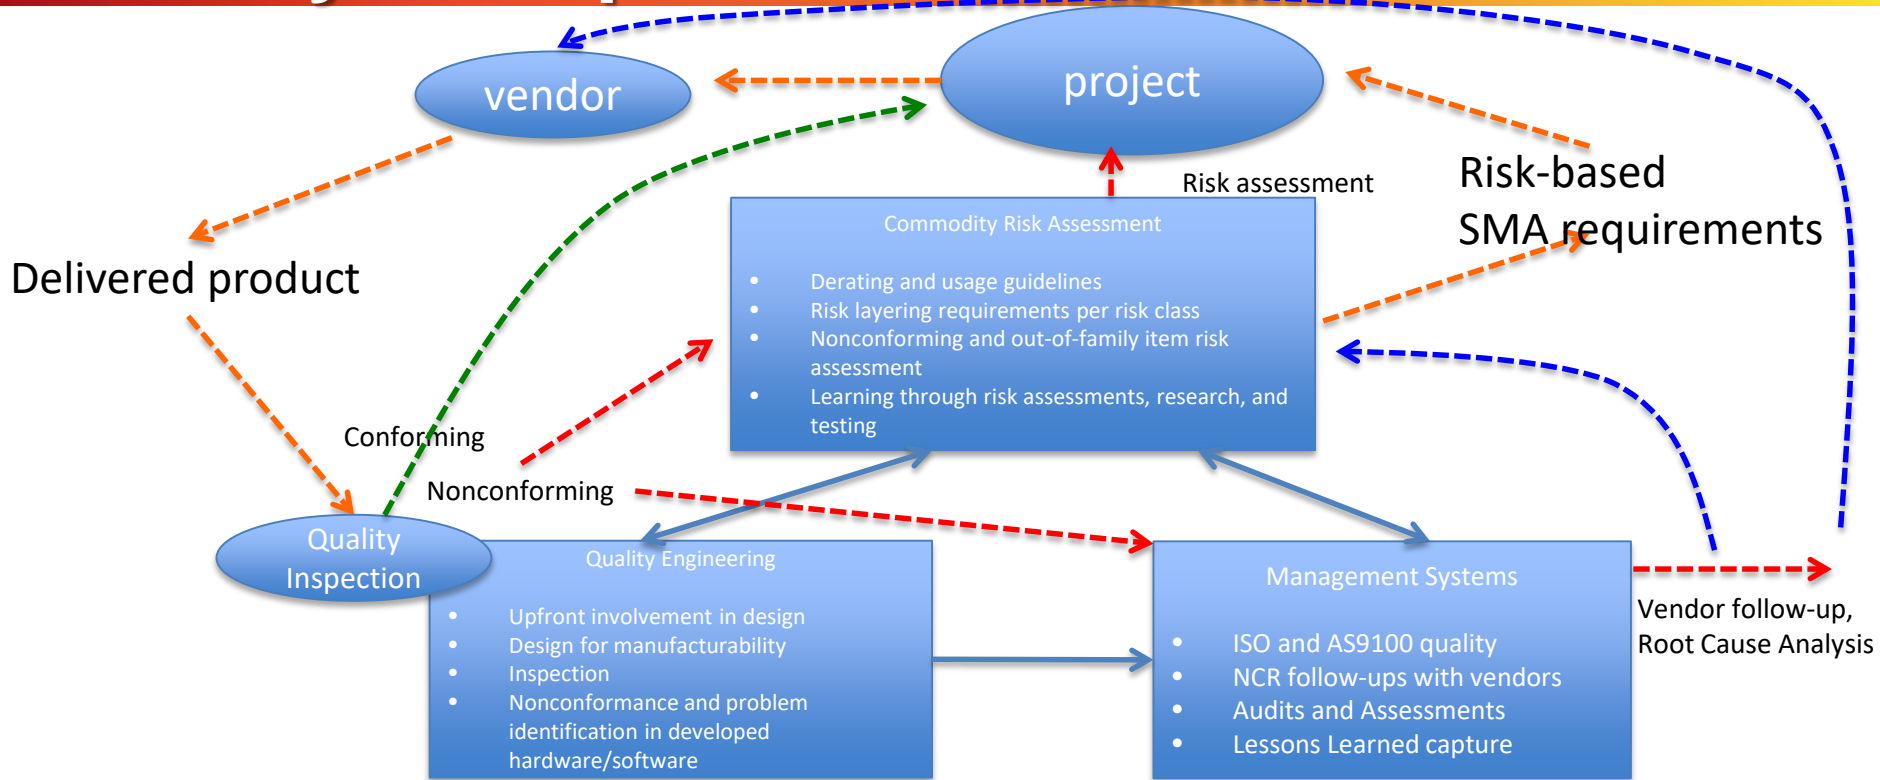 vendor
project
Risk assessment
Risk-based
SMA requirements
Delivered product
Commodity Risk Assessment
• Derating and usage guidelines
• Risk layering requirements per risk class
• Nonconforming and out-of-family item risk
assessment
• Learning through risk assessments, research, and
testing
Conforming
Nonconforming
Quality
Inspection
Quality Engineering
• Upfront involvement in design
• Design for manufacturability
• Inspection
• Nonconformance and problem
identification in developed
hardware/software
Management Systems
• ISO and AS9100 quality
• NCR follow-ups with vendors
• Audits and Assessments
• Lessons Learned capture
Vendor follow-up,
Root Cause Analysis